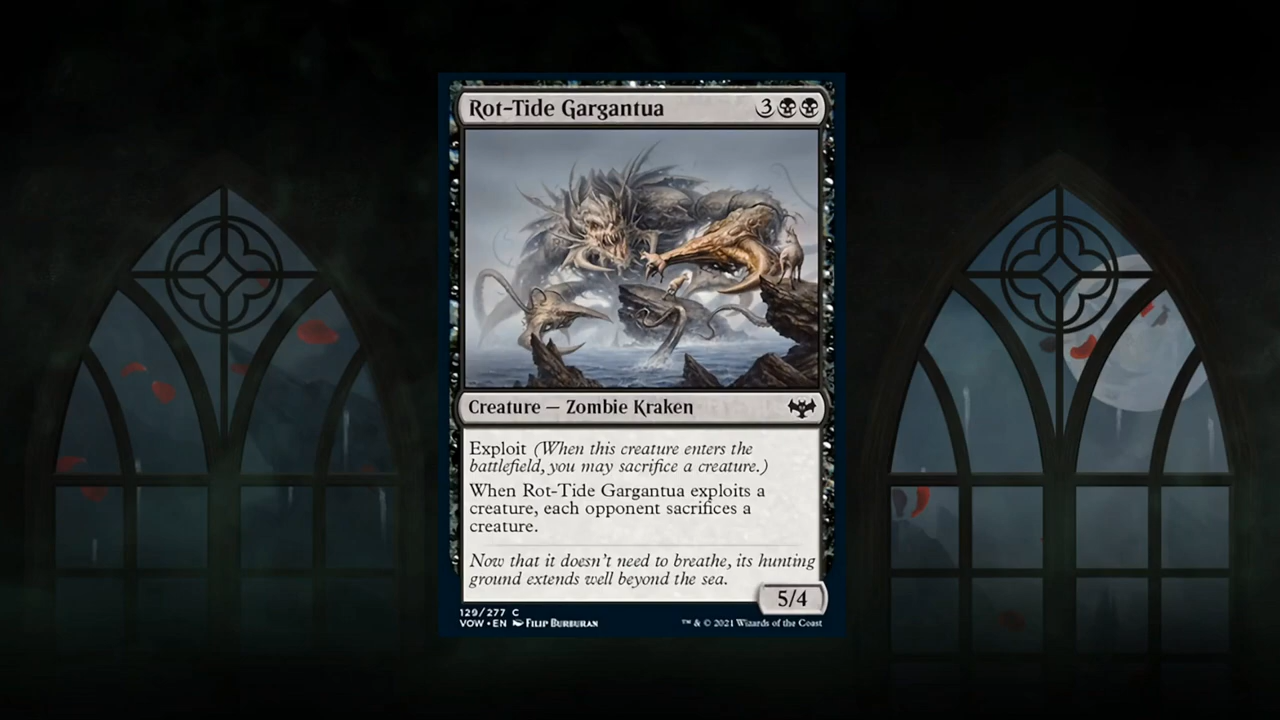 Rot-Tide Gargantua 3
Creature — Zombie Kraken
Exploit (When this creature enters the
battlefield, you may sacrifice a creature.)
When Rot-Tide Gargantua exploits a
creature, each opponent sacrifices a
creature.
Now that it doesn't need to breathe, its hunting
ground extends well beyond the sea.
5/4
129/277 C
VOW • EN Filip Burburan
™ & © 2021 Wizards of the Coast